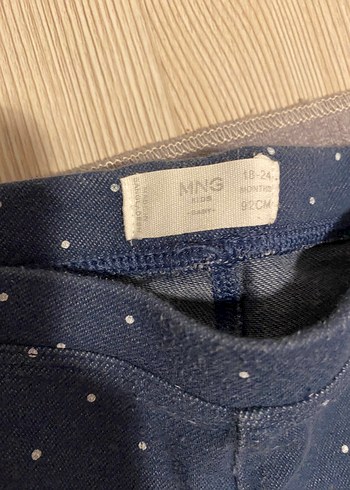 MNG
KIDS
18-24
MONTHS
92CM